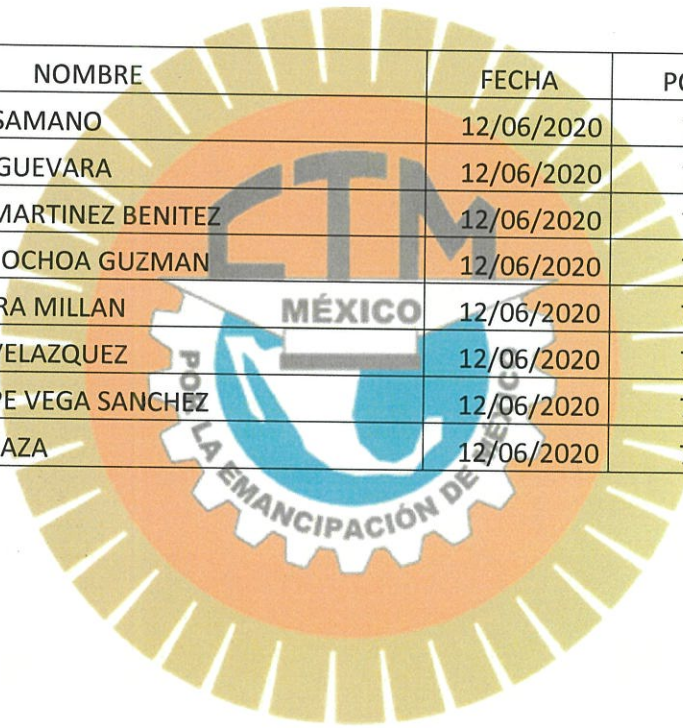 NOMBRE FECHA
SAMANO 12/06/2020
GUEVARA 12/06/2020
MARTINEZ BENITEZ 12/06/2020
OCHOA GUZMAN 12/06/2020
RA MILLAN 12/06/2020
VELAZQUEZ 12/06/2020
PE VEGA SANCHEZ 12/06/2020
AZA 12/06/2020
CTM
MÉXICO
POR LA EMANCIPACIÓN DE MÉXICO